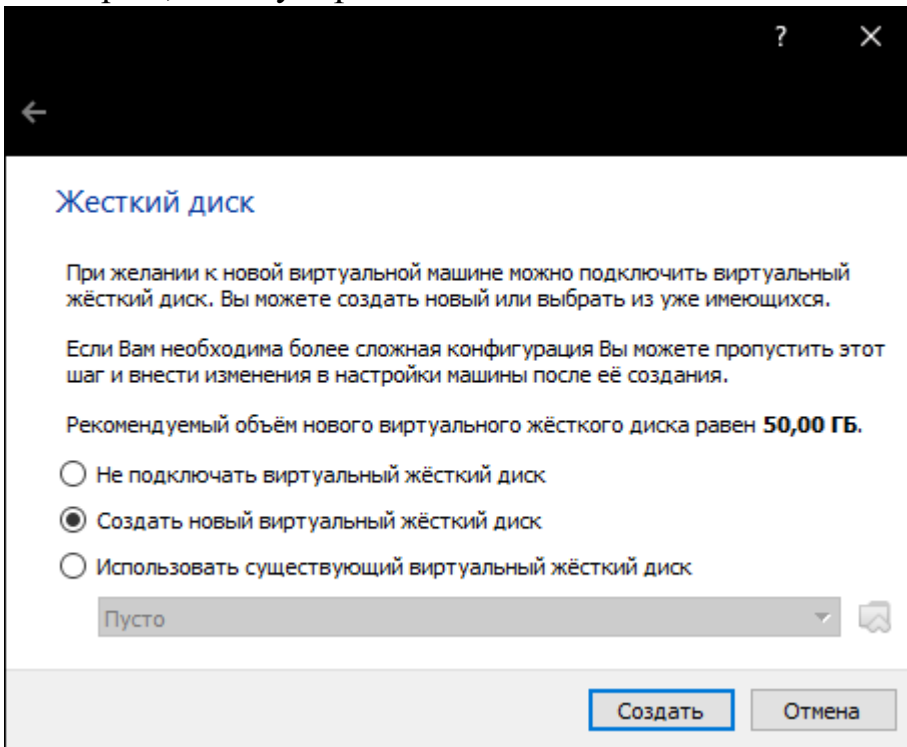 ?
Жесткий диск
При желании к новой виртуальной машине можно подключить виртуальный
жёсткий диск. Вы можете создать новый или выбрать из уже имеющихся.
Если Вам необходима более сложная конфигурация Вы можете пропустить этот
шаг и внести изменения в настройки машины после её создания.
Рекомендуемый объём нового виртуального жёсткого диска равен 50,00 ГБ.
Не подключать виртуальный жёсткий диск
Создать новый виртуальный жёсткий диск
Использовать существующий виртуальный жёсткий диск
Пусто
Создать Отмена